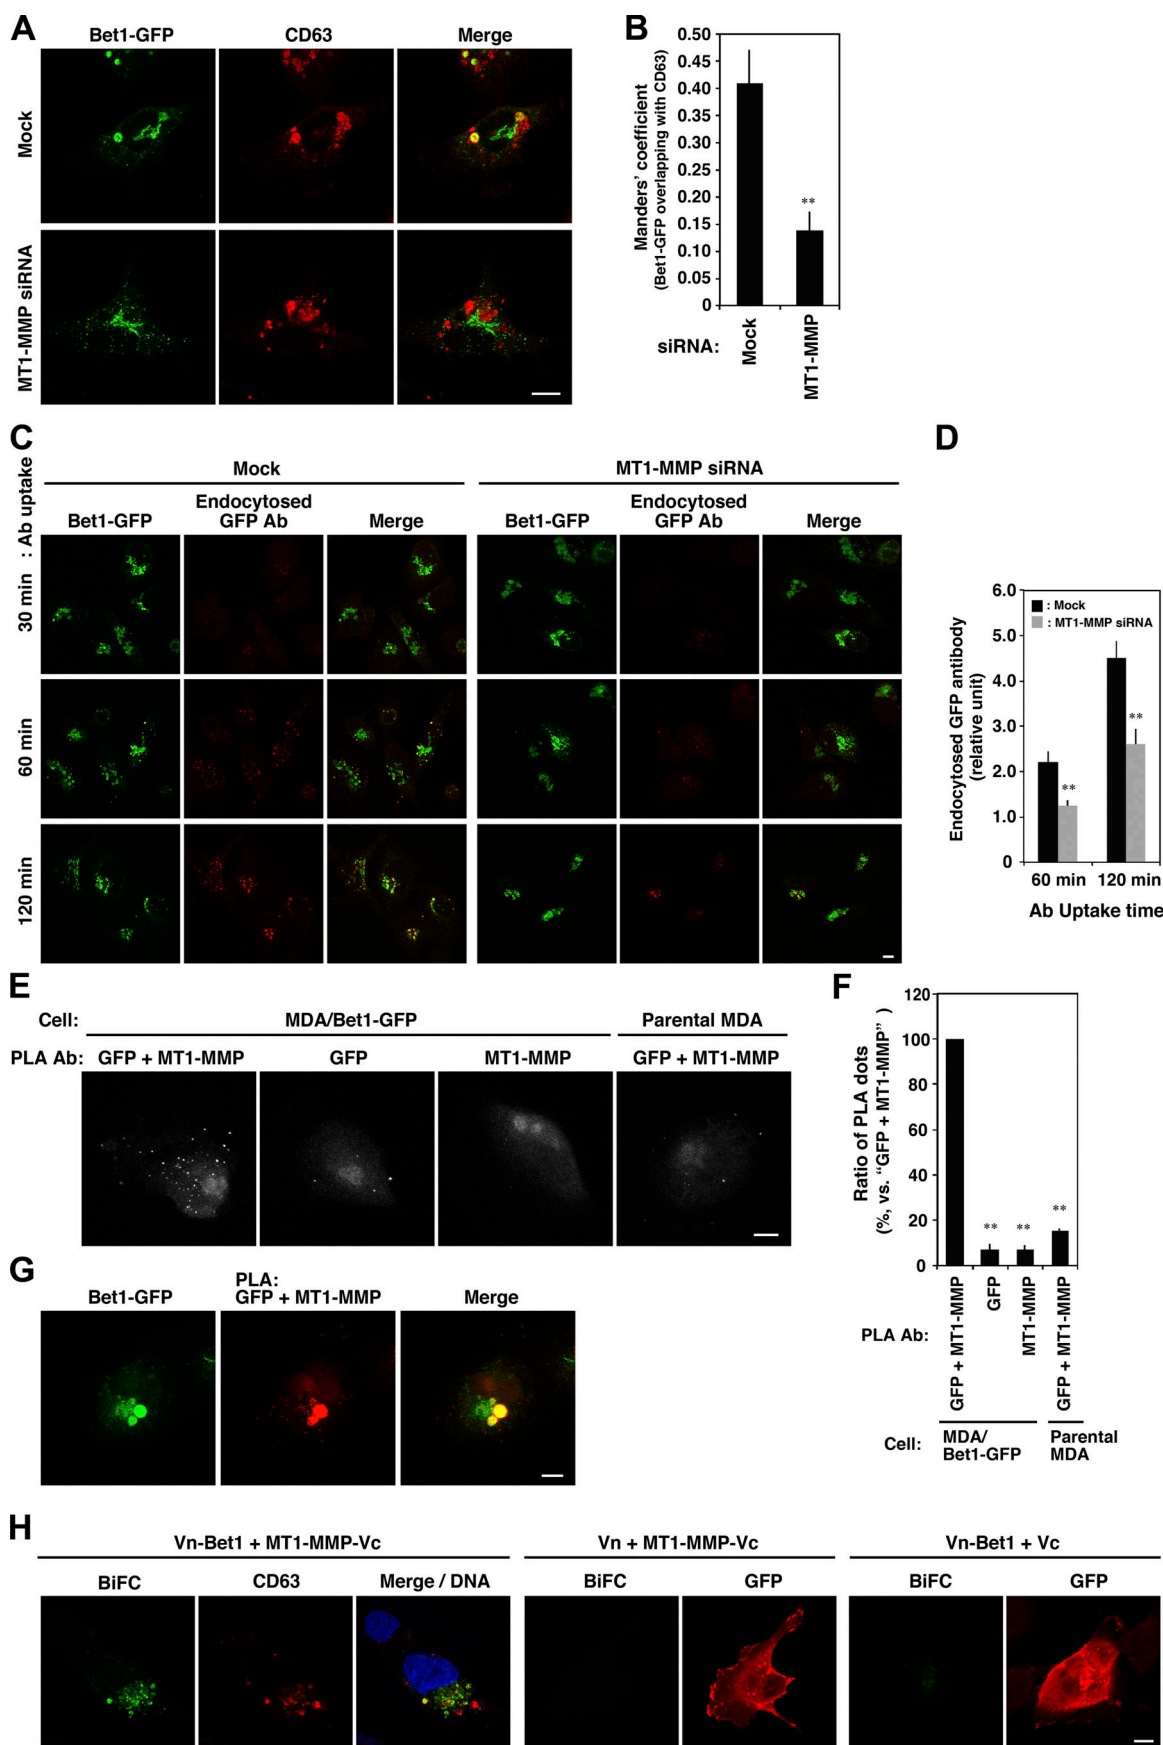 A
Bet1-GFP CD63 Merge
Mock
MT1-MMP siRNA
B
Manders' coefficient
(Bet1-GFP overlapping with CD63)
0.50
0.45
0.40
0.35
0.30
0.25
0.20
0.15
0.10
0.05
0
**
siRNA: Mock MT1-MMP
C
: Ab uptake
Mock MT1-MMP siRNA
Bet1-GFP Endocytosed GFP Ab Merge Bet1-GFP Endocytosed GFP Ab Merge
30 min
60 min
120 min
D
Endocytosed GFP antibody
(relative unit)
6.0
5.0
4.0
3.0
2.0
1.0
0
: Mock
: MT1-MMP siRNA
**
**
60 min 120 min
Ab Uptake time
E
Cell: MDA/Bet1-GFP Parental MDA
PLA Ab: GFP + MT1-MMP GFP MT1-MMP GFP + MT1-MMP
F
Ratio of PLA dots
(%, vs. "GFP + MT1-MMP" )
120
100
80
60
40
20
0
** ** **
PLA Ab: GFP + MT1-MMP GFP MT1-MMP GFP + MT1-MMP
Cell: MDA/ Bet1-GFP Parental MDA
G
Bet1-GFP PLA: GFP + MT1-MMP Merge
H
Vn-Bet1 + MT1-MMP-Vc Vn + MT1-MMP-Vc Vn-Bet1 + Vc
BiFC CD63 Merge / DNA BiFC GFP BiFC GFP